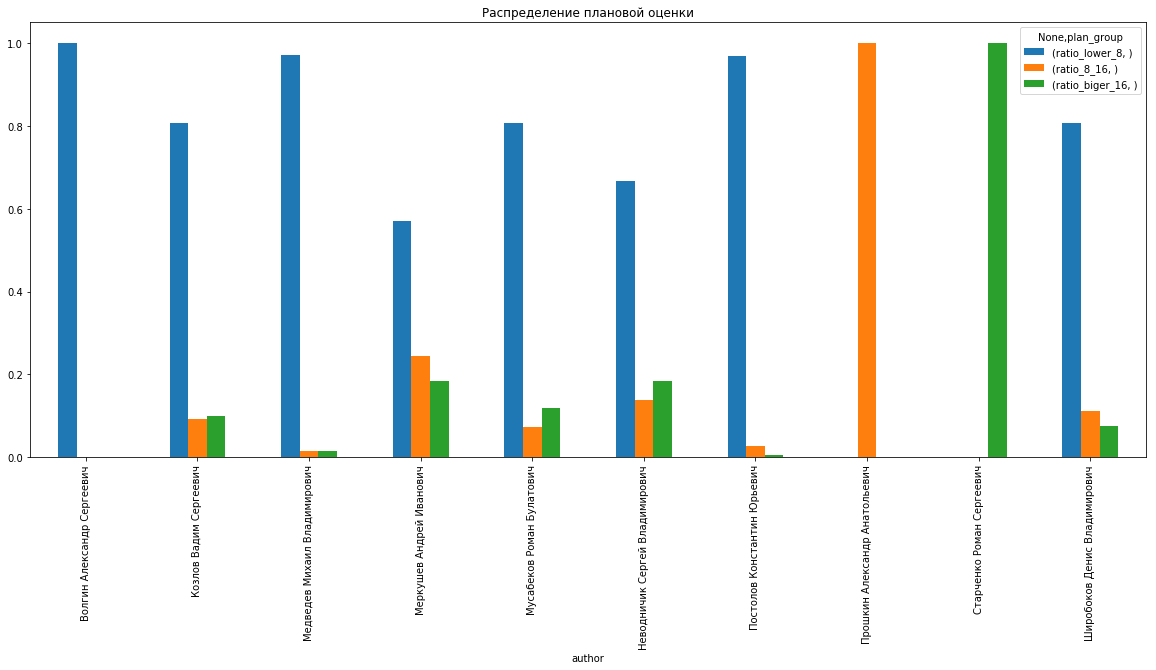 Распределение плановой оценки
None,plan_group
(ratio_lower_8, )
(ratio_8_16, )
(ratio_biger_16, )
1.0
0.8
0.6
0.4
0.2
0.0
Волгин Александр Сергеевич
Козлов Вадим Сергеевич
Медведев Михаил Владимирович
Меркушев Андрей Иванович
Мусабеков Роман Булатович
Неводничик Сергей Владимирович
Постолов Константин Юрьевич
Прошкин Александр Анатольевич
Старченко Роман Сергеевич
Широбоков Денис Владимирович
author